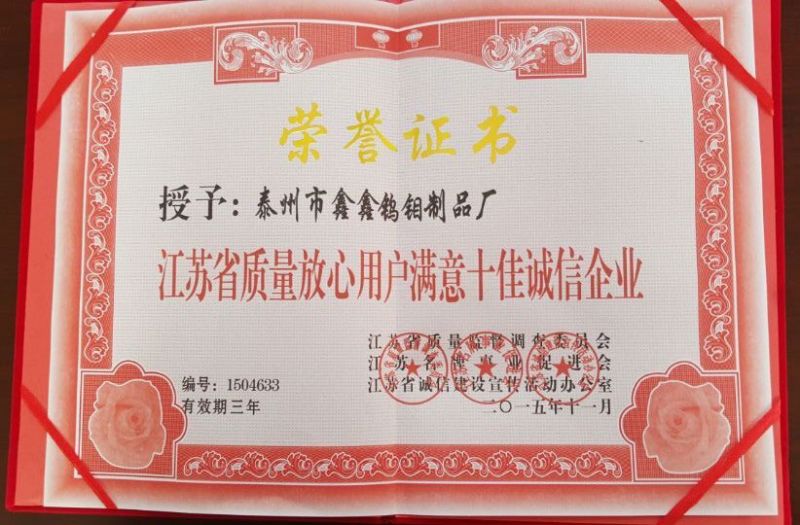 荣誉证书
授予：泰州市鑫鑫钨钼制品厂
江苏省质量放心用户满意十佳诚信企业
江苏省质量监督调查委员会
江苏名牌事业促进会
江苏省诚信建设宣传活动办公室
编号：1504633
有效期三年
二〇一五年十一月